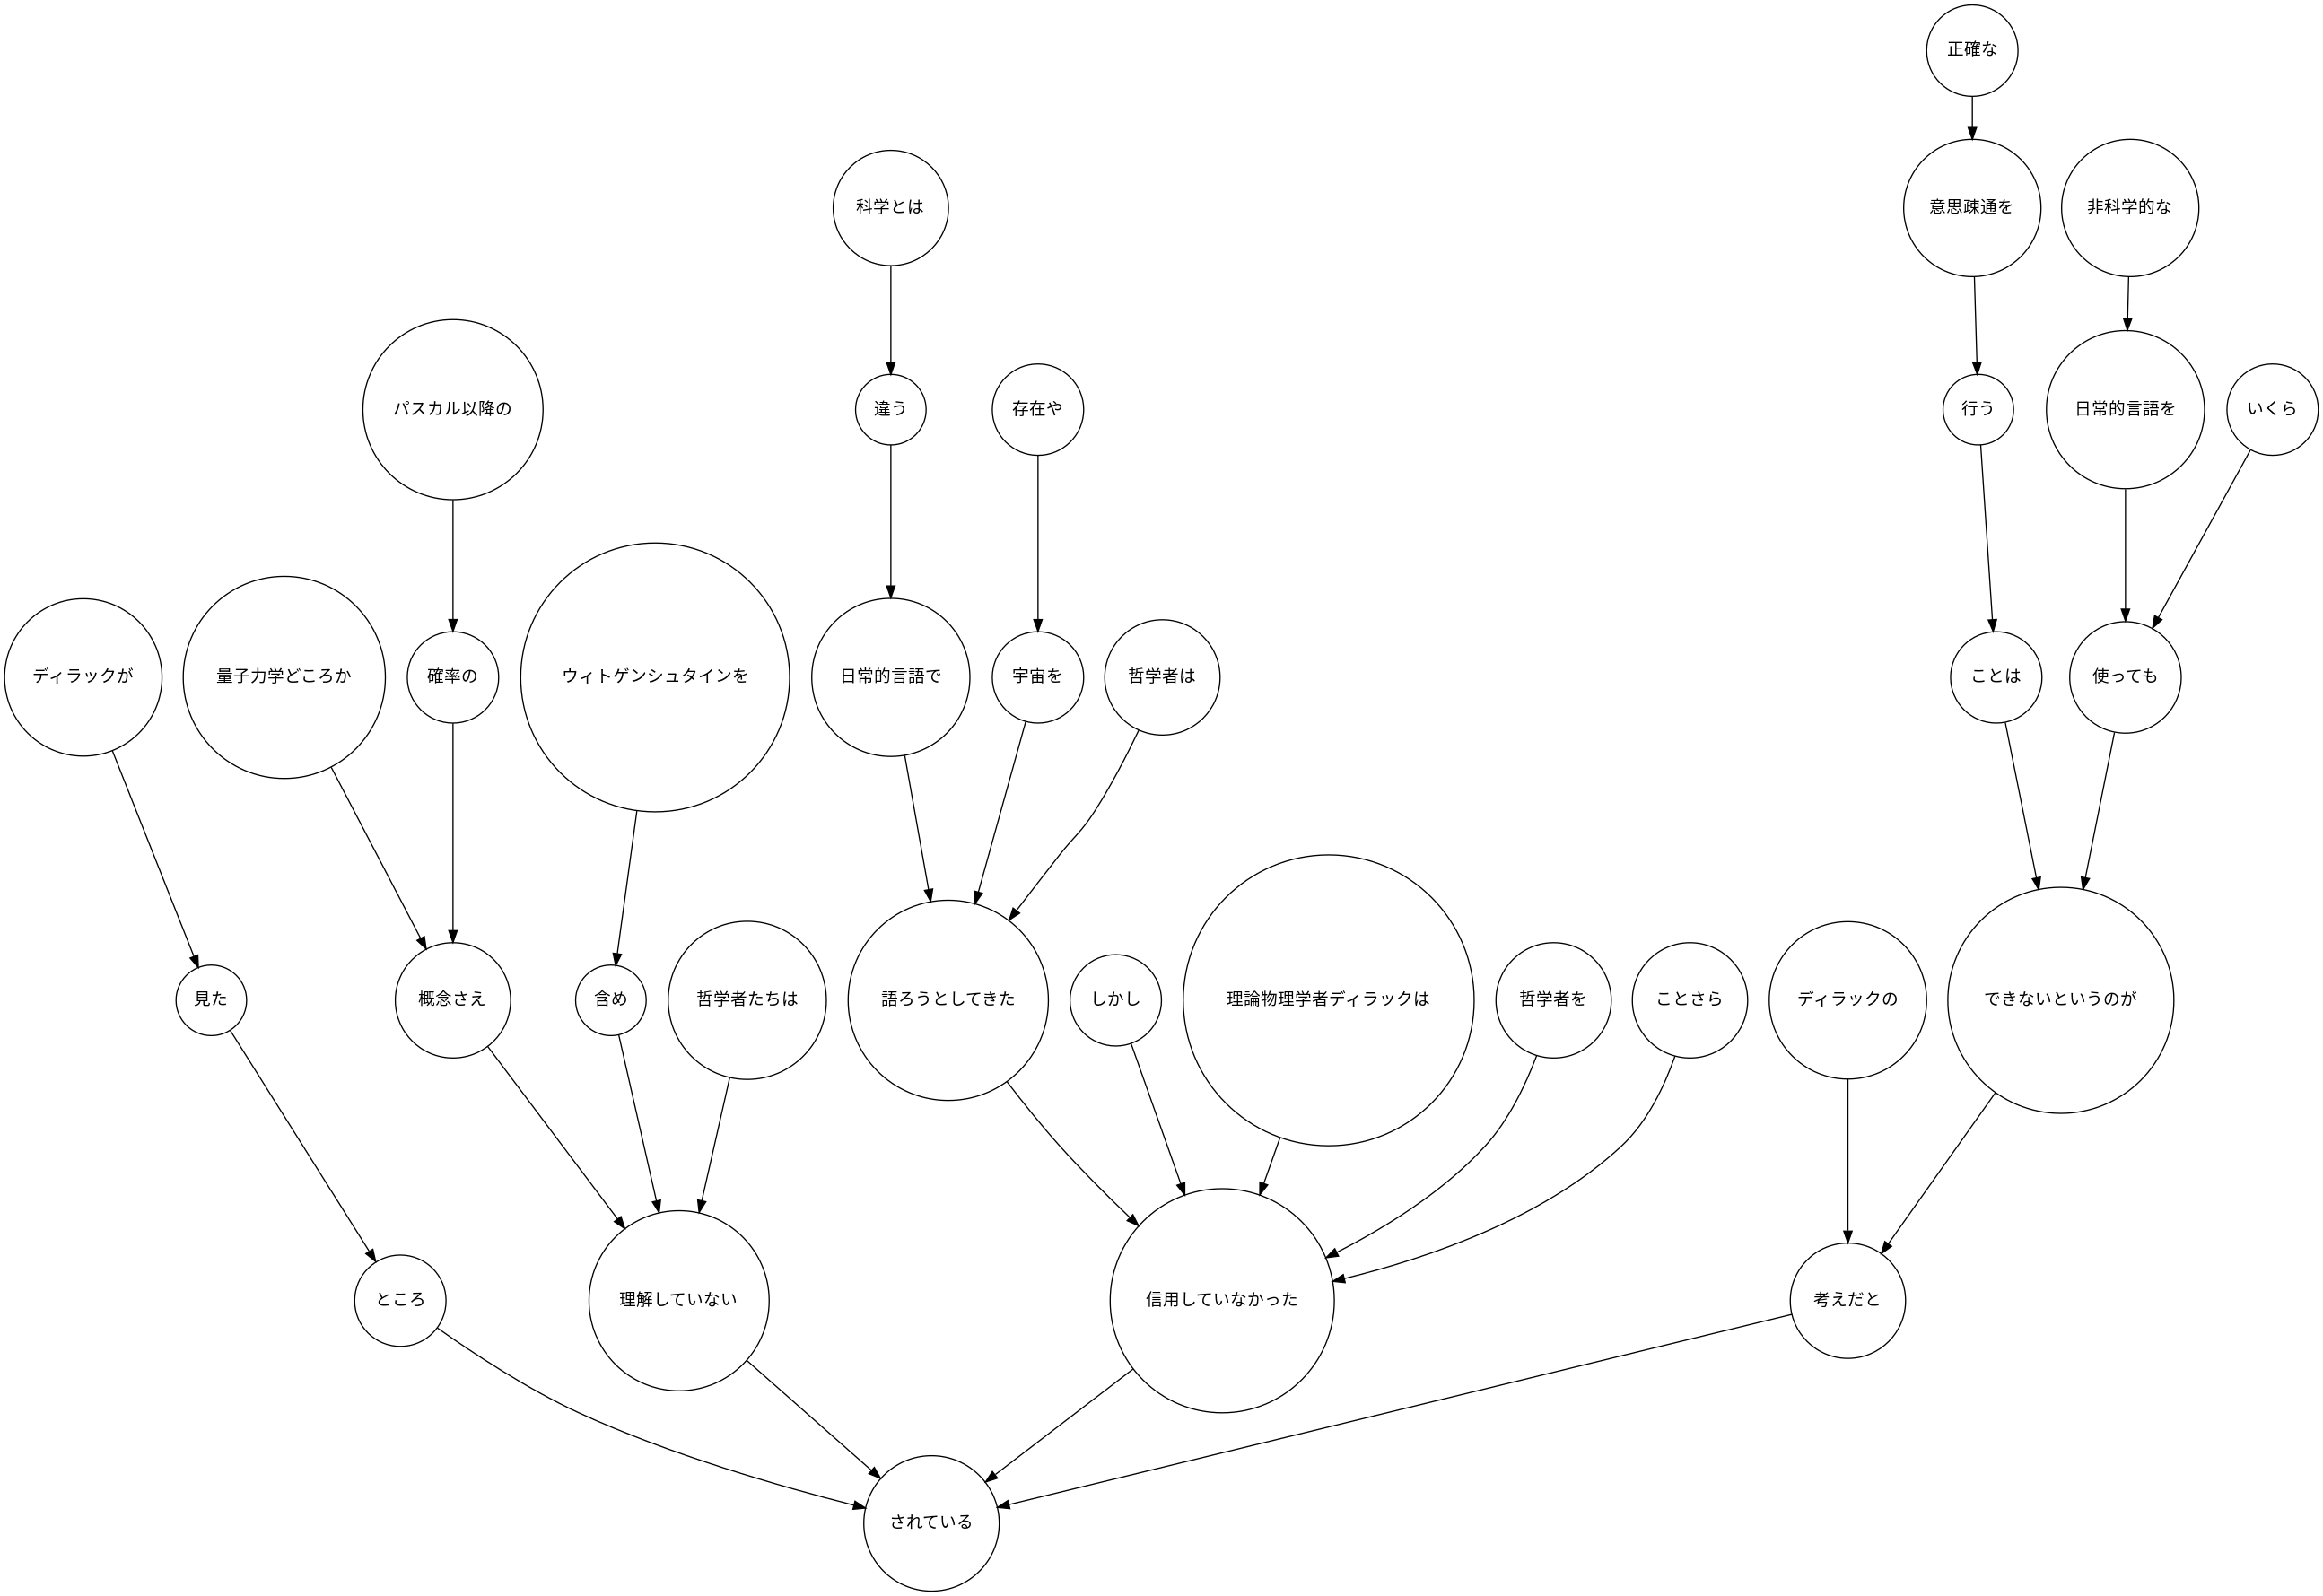 正確な
科学とは
意思疎通を
非科学的な
パスカル以降の
違う
存在や
行う
日常的言語を
いくら
ディラックが
量子力学どころか
確率の
ウィトゲンシュタインを
日常的言語で
宇宙を
哲学者は
ことは
使っても
見た
概念さえ
含め
哲学者たちは
語ろうとしてきた
しかし
理論物理学者ディラックは
哲学者を
ことさら
ディラックの
できないというのが
ところ
理解していない
信用していなかった
考えだと
されている